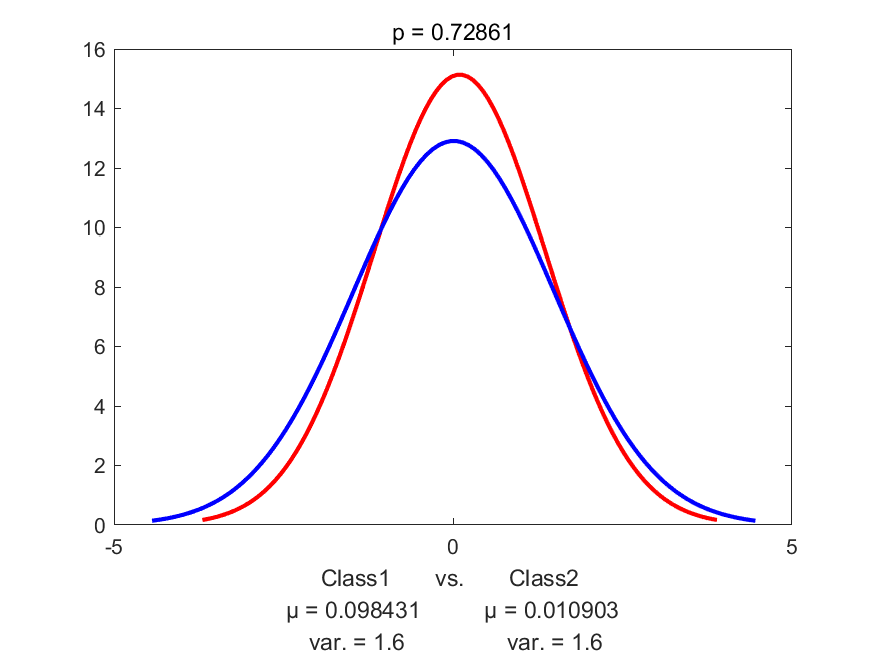 p = 0.72861
16
14
12
10
8
6
4
2
0
-5 0 5
Class1 vs. Class2
μ = 0.098431 μ = 0.010903
var. = 1.6 var. = 1.6